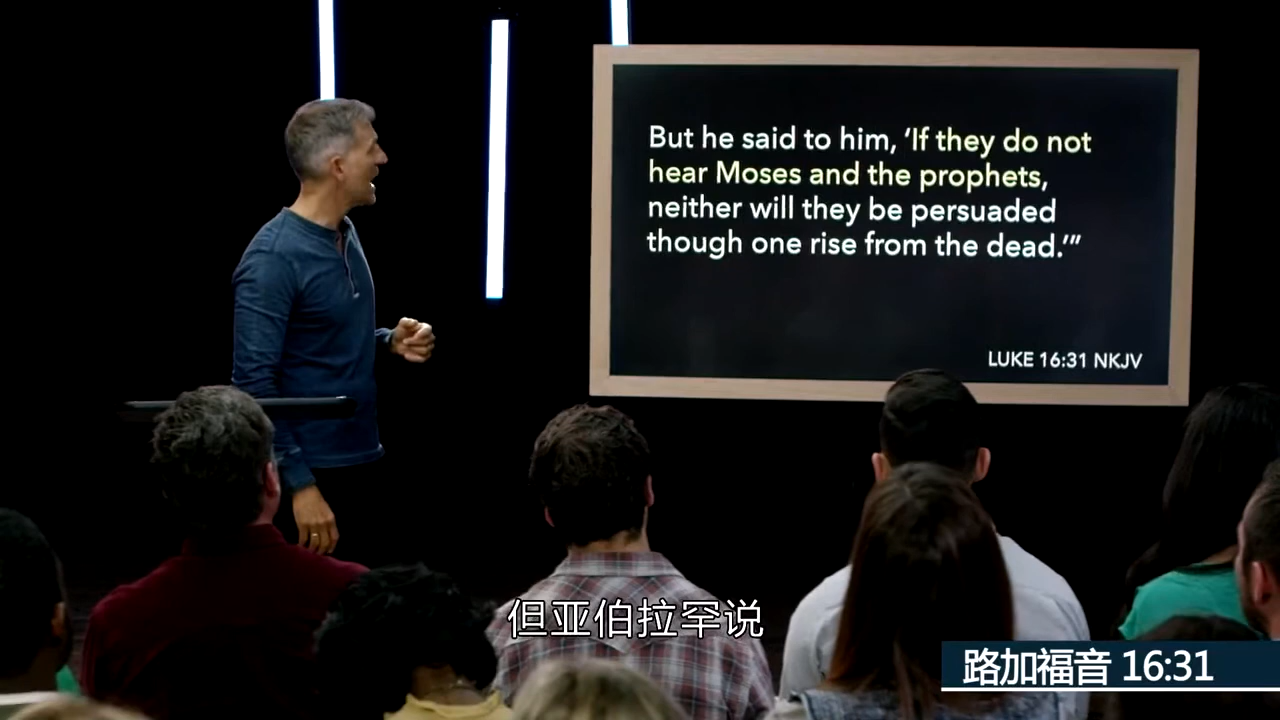 But he said to him, ‘If they do not
hear Moses and the prophets,
neither will they be persuaded
though one rise from the dead.’”
LUKE 16:31 NKJV
但亚伯拉罕说
路加福音 16:31